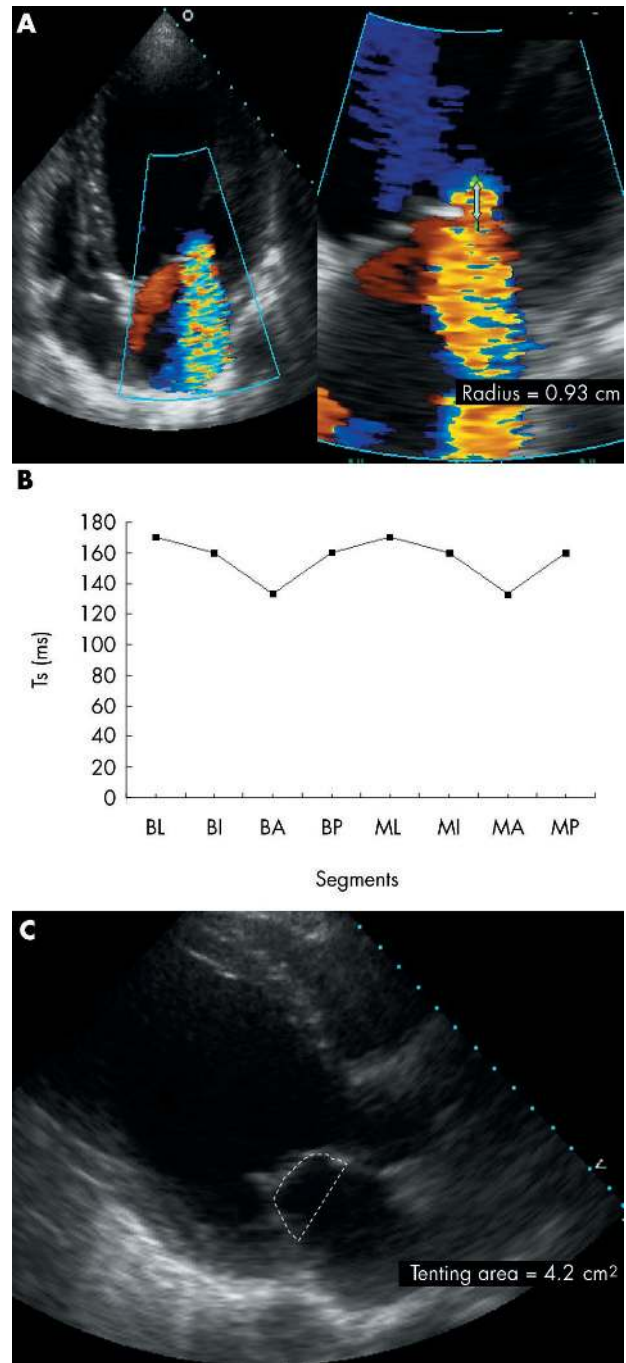 A
Radius = 0.93 cm
B
180
160
140
120
100
80
60
40
20
0
Ts (ms)
BL BI BA BP ML MI MA MP
Segments
C
Tenting area = 4.2 cm²